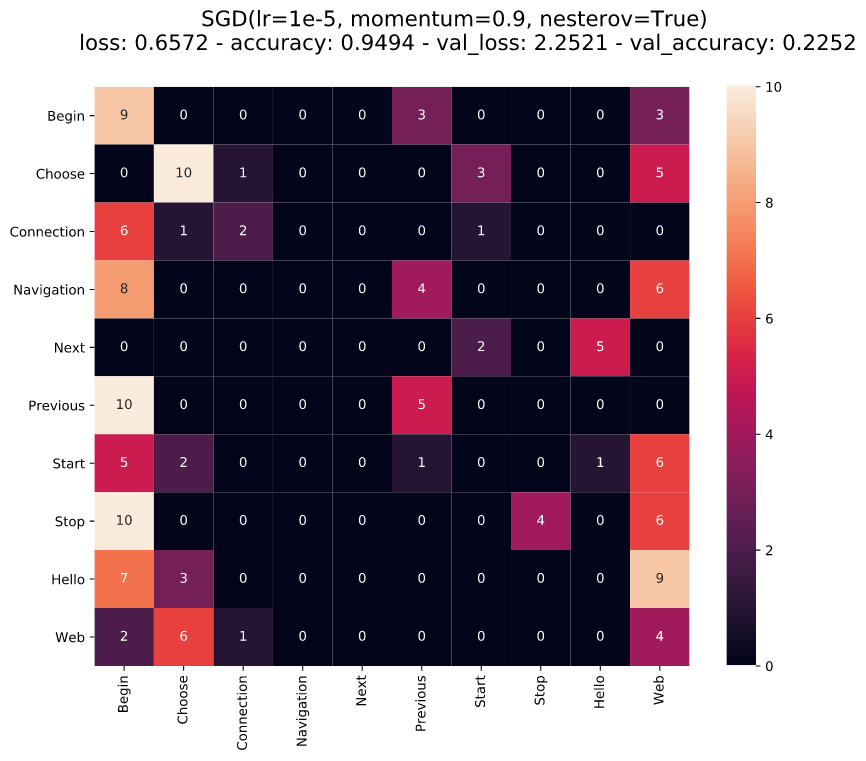 SGD(lr=1e-5, momentum=0.9, nesterov=True)
loss: 0.6572 - accuracy: 0.9494 - val_loss: 2.2521 - val_accuracy: 0.2252
Begin 9 0 0 0 0 3 0 0 0 3
Choose 0 10 1 0 0 0 3 0 0 5
Connection 6 1 2 0 0 0 1 0 0 0
Navigation 8 0 0 0 0 4 0 0 0 6
Next 0 0 0 0 0 0 2 0 5 0
Previous 10 0 0 0 0 5 0 0 0 0
Start 5 2 0 0 0 1 0 0 1 6
Stop 10 0 0 0 0 0 0 4 0 6
Hello 7 3 0 0 0 0 0 0 0 9
Web 2 6 1 0 0 0 0 0 0 4
Begin Choose Connection Navigation Next Previous Start Stop Hello Web
10
8
6
4
2
0